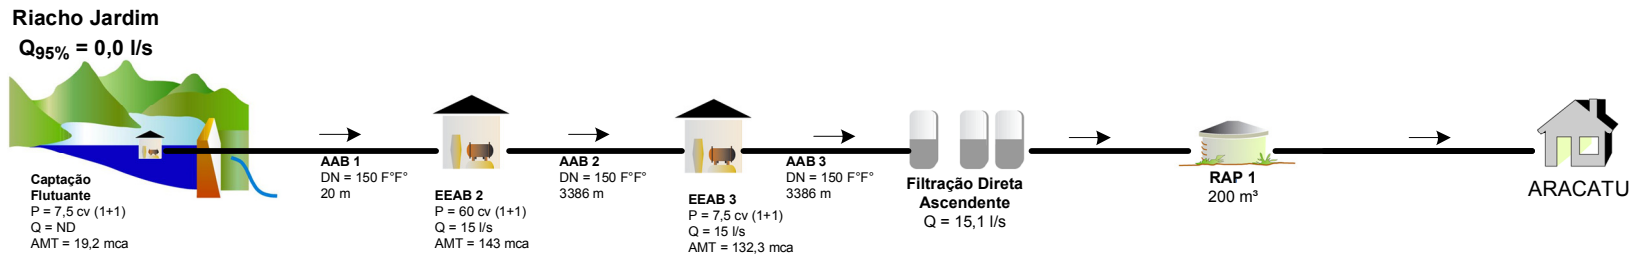 Riacho Jardim
Q95% = 0,0 l/s
Captação
Flutuante
P = 7,5 cv (1+1)
Q = ND
AMT = 19,2 mca
AAB 1
DN = 150 F°F°
20 m
EEAB 2
P = 60 cv (1+1)
Q = 15 l/s
AMT = 143 mca
AAB 2
DN = 150 F°F°
3386 m
EEAB 3
P = 7,5 cv (1+1)
Q = 15 l/s
AMT = 132,3 mca
AAB 3
DN = 150 F°F°
3386 m
Filtração Direta
Ascendente
Q = 15,1 l/s
RAP 1
200 m³
ARACATU